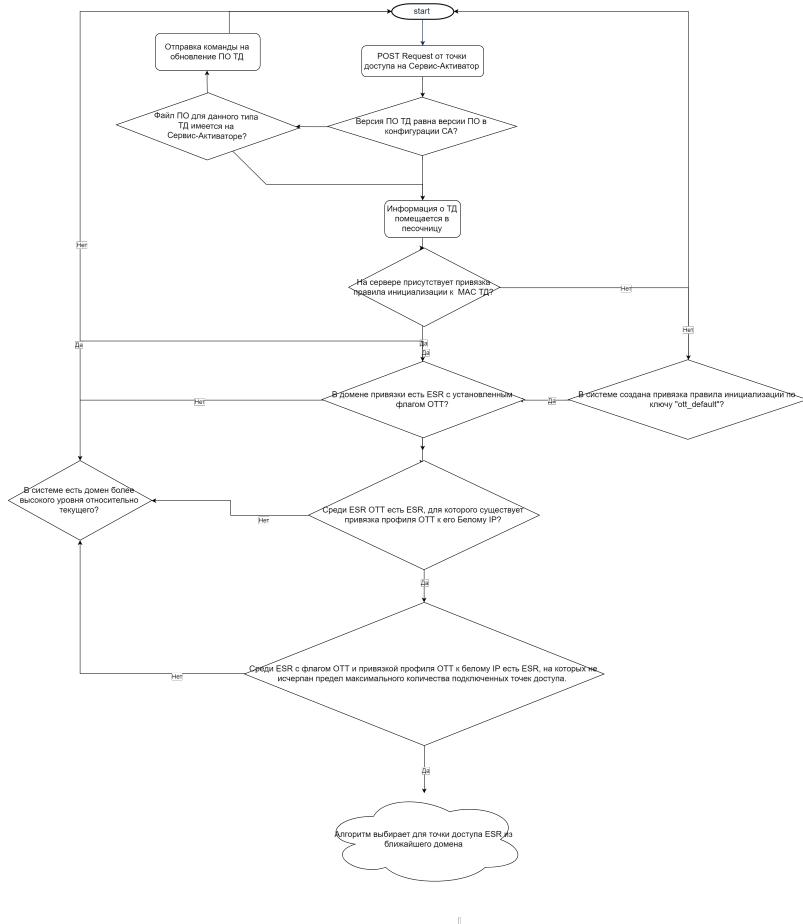 start
Отправка команды на
обновление ПО ТД
POST Request от точки
доступа на Сервис-Активатор
Файл ПО для данного типа
ТД имеется на
Сервис-Активаторе?
Версия ПО ТД равна версии ПО в
конфигурации СА?
Информация о ТД
помещается в
песочницу
Нет
На сервере присутствует привязка
правила инициализации к МАС ТД?
Нет
Нет
Да
Да
Да
В домене привязки есть ESR с установленным
флагом ОТТ?
Нет
Да
В системе создана привязка правила инициализации по
ключу "ott_default"?
В системе есть домен более
высокого уровня относительно
текущего?
Среди ESR ОТТ есть ESR, для которого существует
привязка профиля ОТТ к его Белому IP?
Нет
Да
Среди ESR с флагом ОТТ и привязкой профиля ОТТ к белому IP есть ESR, на которых не
исчерпан предел максимального количества подключенных точек доступа.
Нет
Да
Алгоритм выбирает для точки доступа ESR из
ближайшего домена